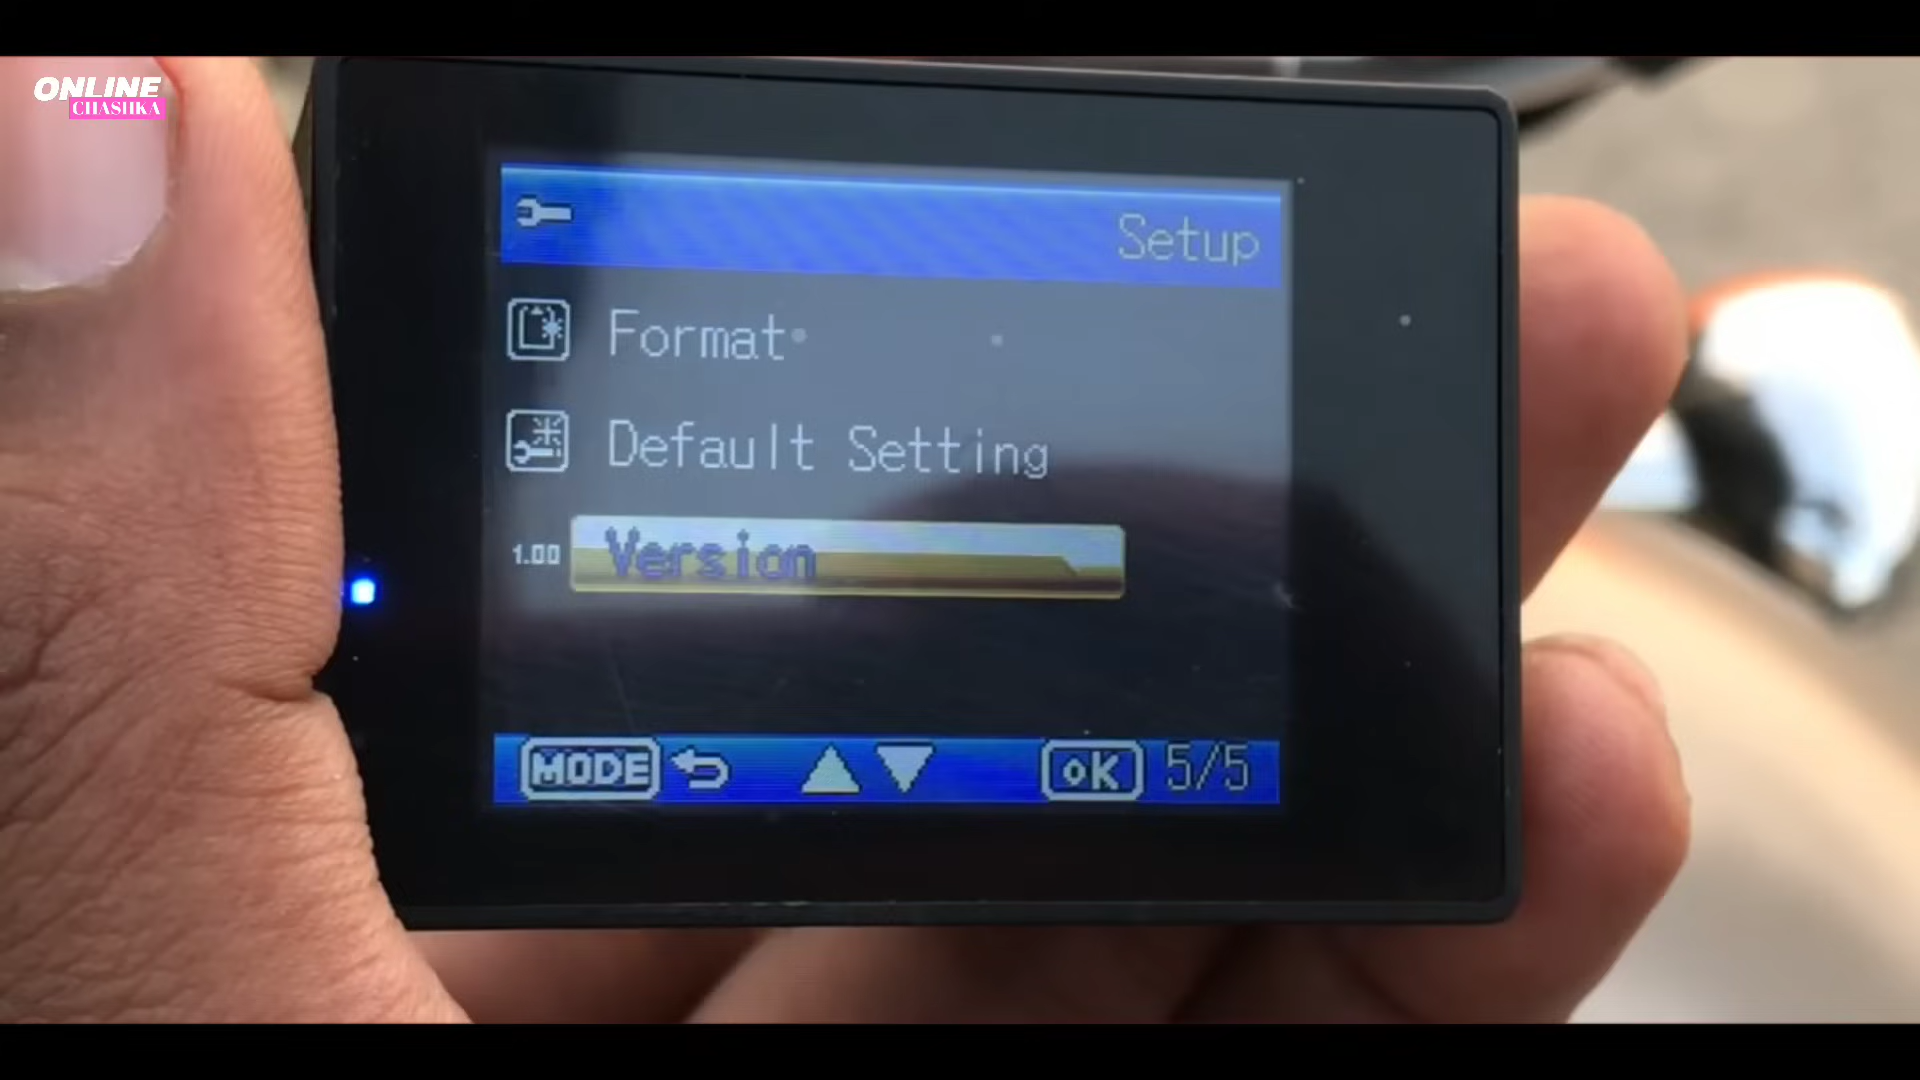 ONLINE
CHASHKA
Setup
Format
Default Setting
1.00 Version
MODE OK 5/5